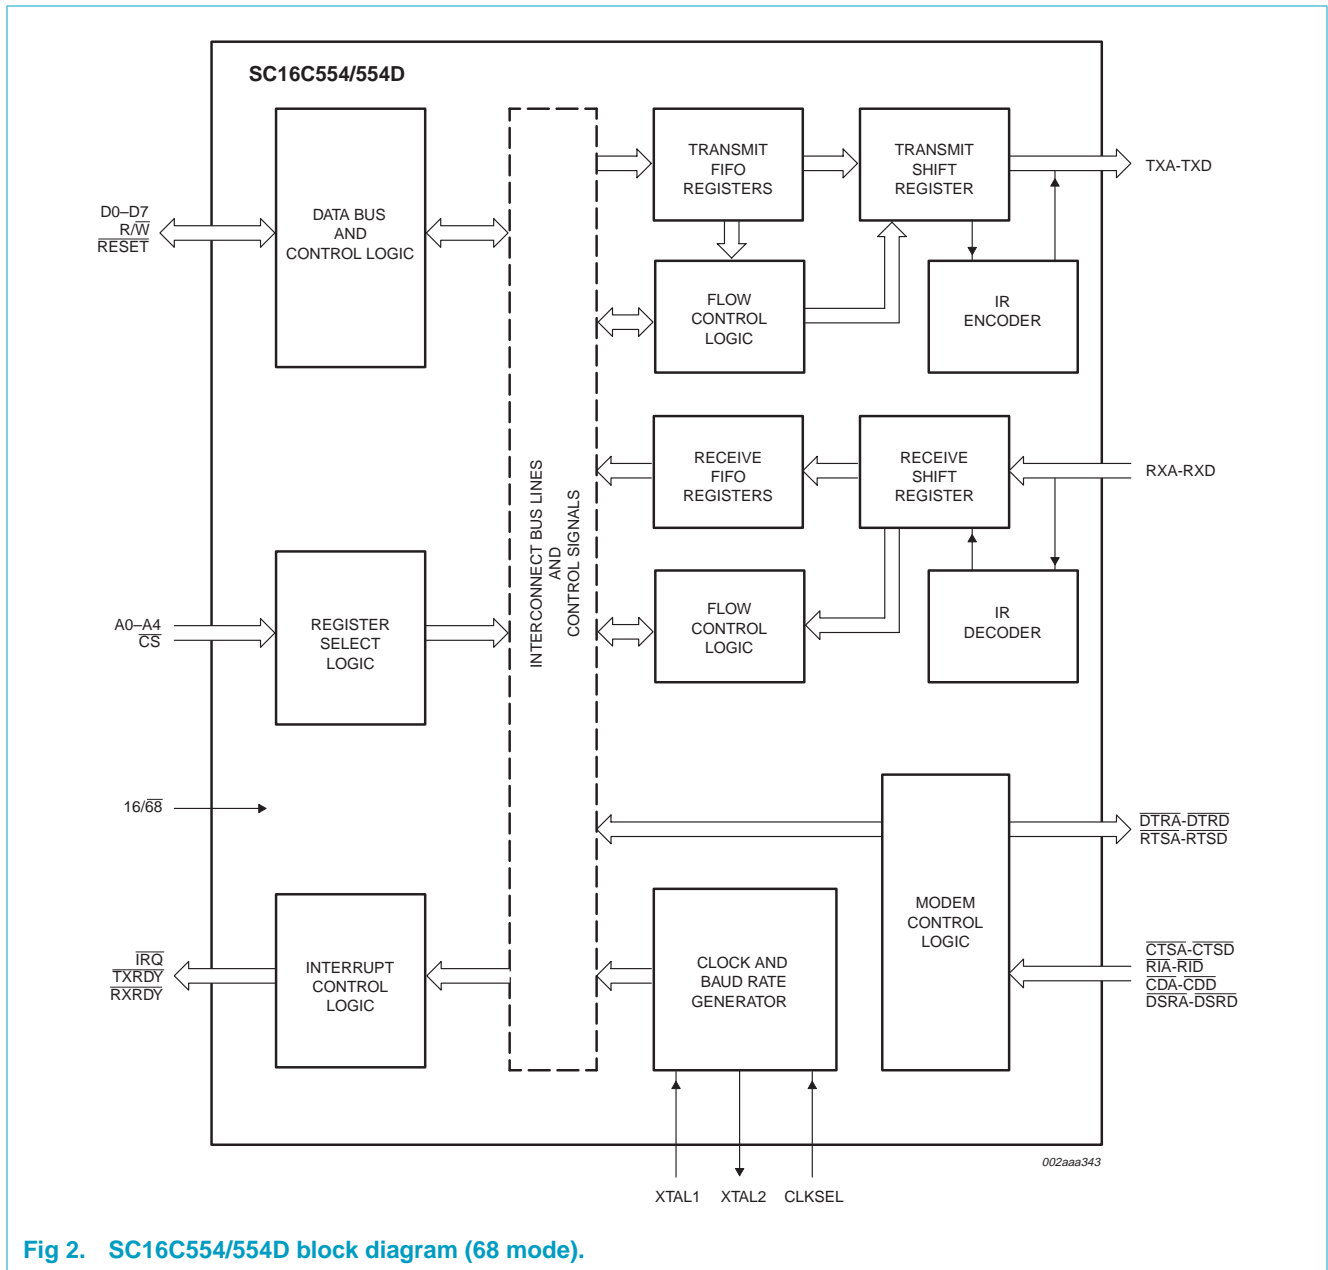 SC16C554/554D
DATA BUS
AND
CONTROL LOGIC
D0–D7
R/W
RESET
TRANSMIT
FIFO
REGISTERS
TRANSMIT
SHIFT
REGISTER
TXA-TXD
FLOW
CONTROL
LOGIC
IR
ENCODER
INTERCONNECT BUS LINES
AND
CONTROL SIGNALS
RECEIVE
FIFO
REGISTERS
RECEIVE
SHIFT
REGISTER
RXA-RXD
A0–A4
CS
REGISTER
SELECT
LOGIC
FLOW
CONTROL
LOGIC
IR
DECODER
16/68
DTRA-DTRD
RTSA-RTSD
MODEM
CONTROL
LOGIC
IRQ
TXRDY
RXRDY
INTERRUPT
CONTROL
LOGIC
CLOCK AND
BAUD RATE
GENERATOR
CTSA-CTSD
RIA-RID
CDA-CDD
DSRA-DSRD
002aaa343
XTAL1
XTAL2
CLKSEL
Fig 2. SC16C554/554D block diagram (68 mode).